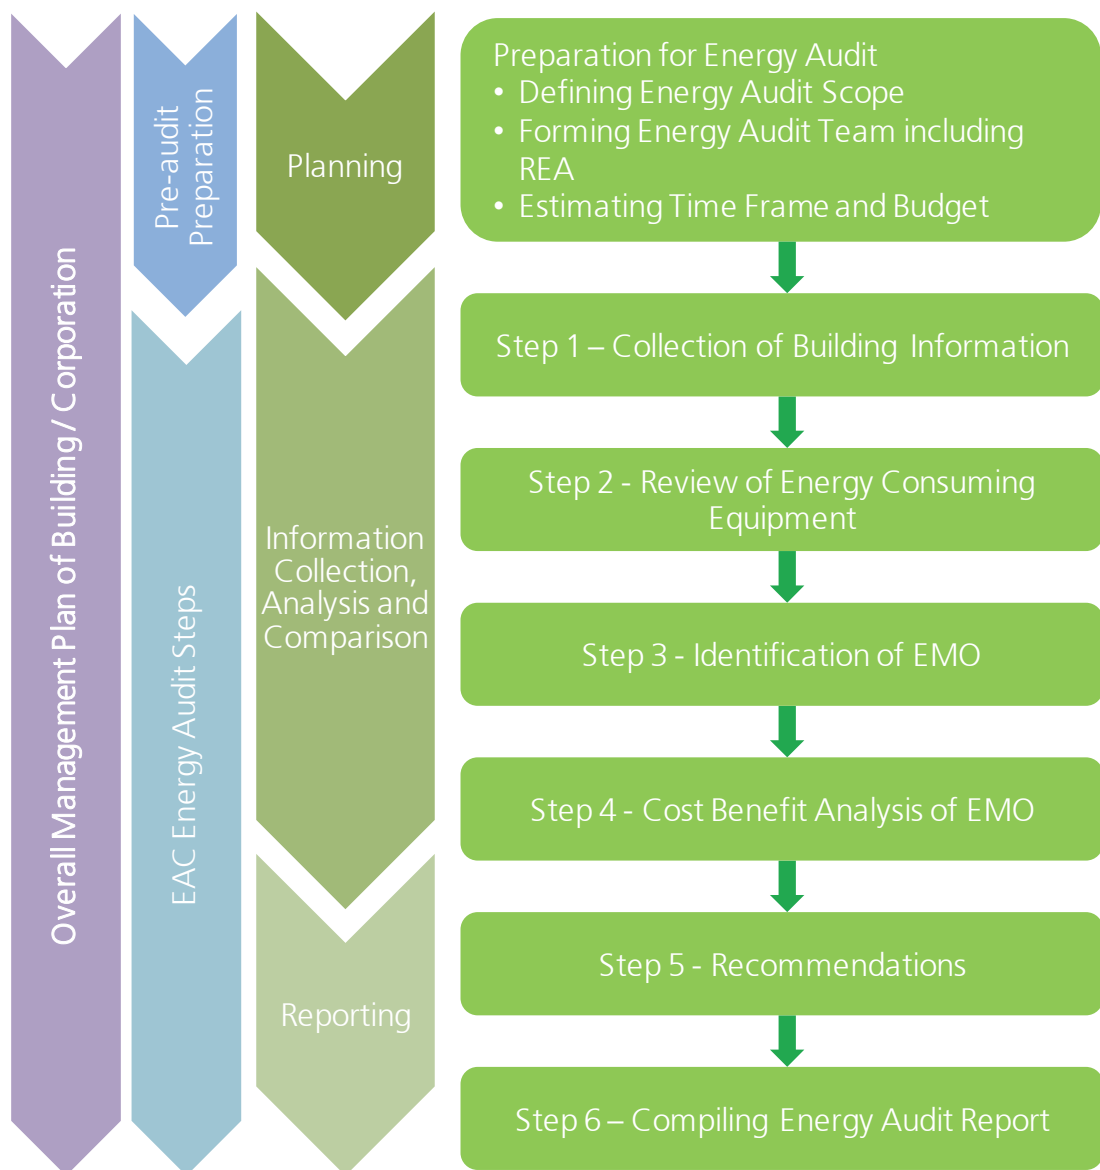 Overall Management Plan of Building / Corporation
Pre-audit
Preparation
EAC Energy Audit Steps
Planning
Information
Collection,
Analysis and
Comparison
Reporting
Preparation for Energy Audit
• Defining Energy Audit Scope
• Forming Energy Audit Team including
REA
• Estimating Time Frame and Budget
Step 1 – Collection of Building Information
Step 2 - Review of Energy Consuming
Equipment
Step 3 - Identification of EMO
Step 4 - Cost Benefit Analysis of EMO
Step 5 - Recommendations
Step 6 – Compiling Energy Audit Report